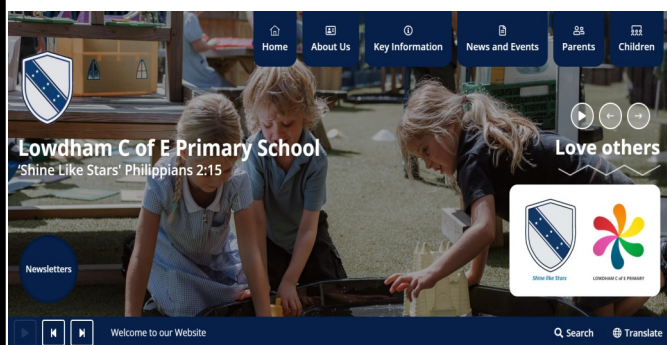 Home
About Us
Key Information
News and Events
Parents
Children
Lowdham C of E Primary School
'Shine Like Stars' Philippians 2:15
Love others
Shine like Stars
LOWDHAM C of E PRIMARY
Newsletters
Welcome to our Website
Search
Translate